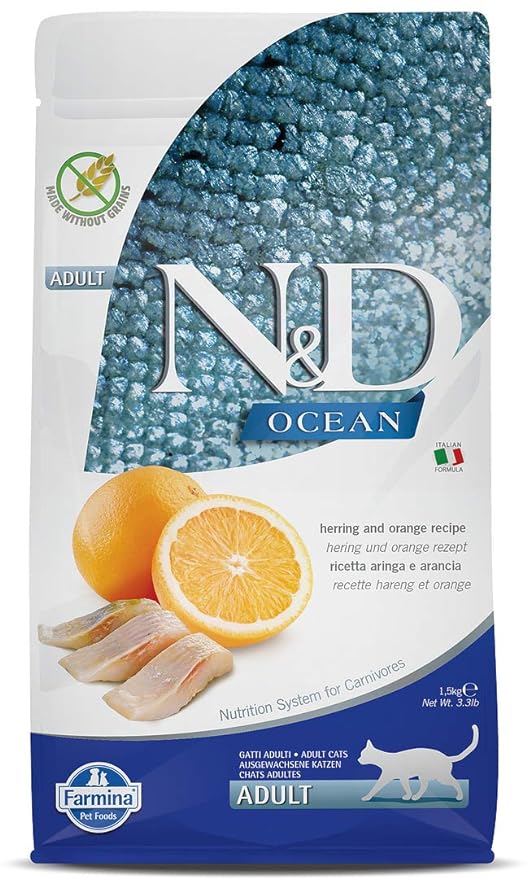 MADE WITHOUT GRAINS
ADULT
N&D
OCEAN
ITALIAN
FORMULA
herring and orange recipe
hering und orange rezept
ricetta aringa e arancia
recette hareng et orange
Nutrition System for Carnivores
1,5kg℮
Net Wt. 3.3lb
GATTI ADULTI • ADULT CATS
AUSGEWACHSENE KATZEN
CHATS ADULTES
ADULT
Farmina®
Pet Foods